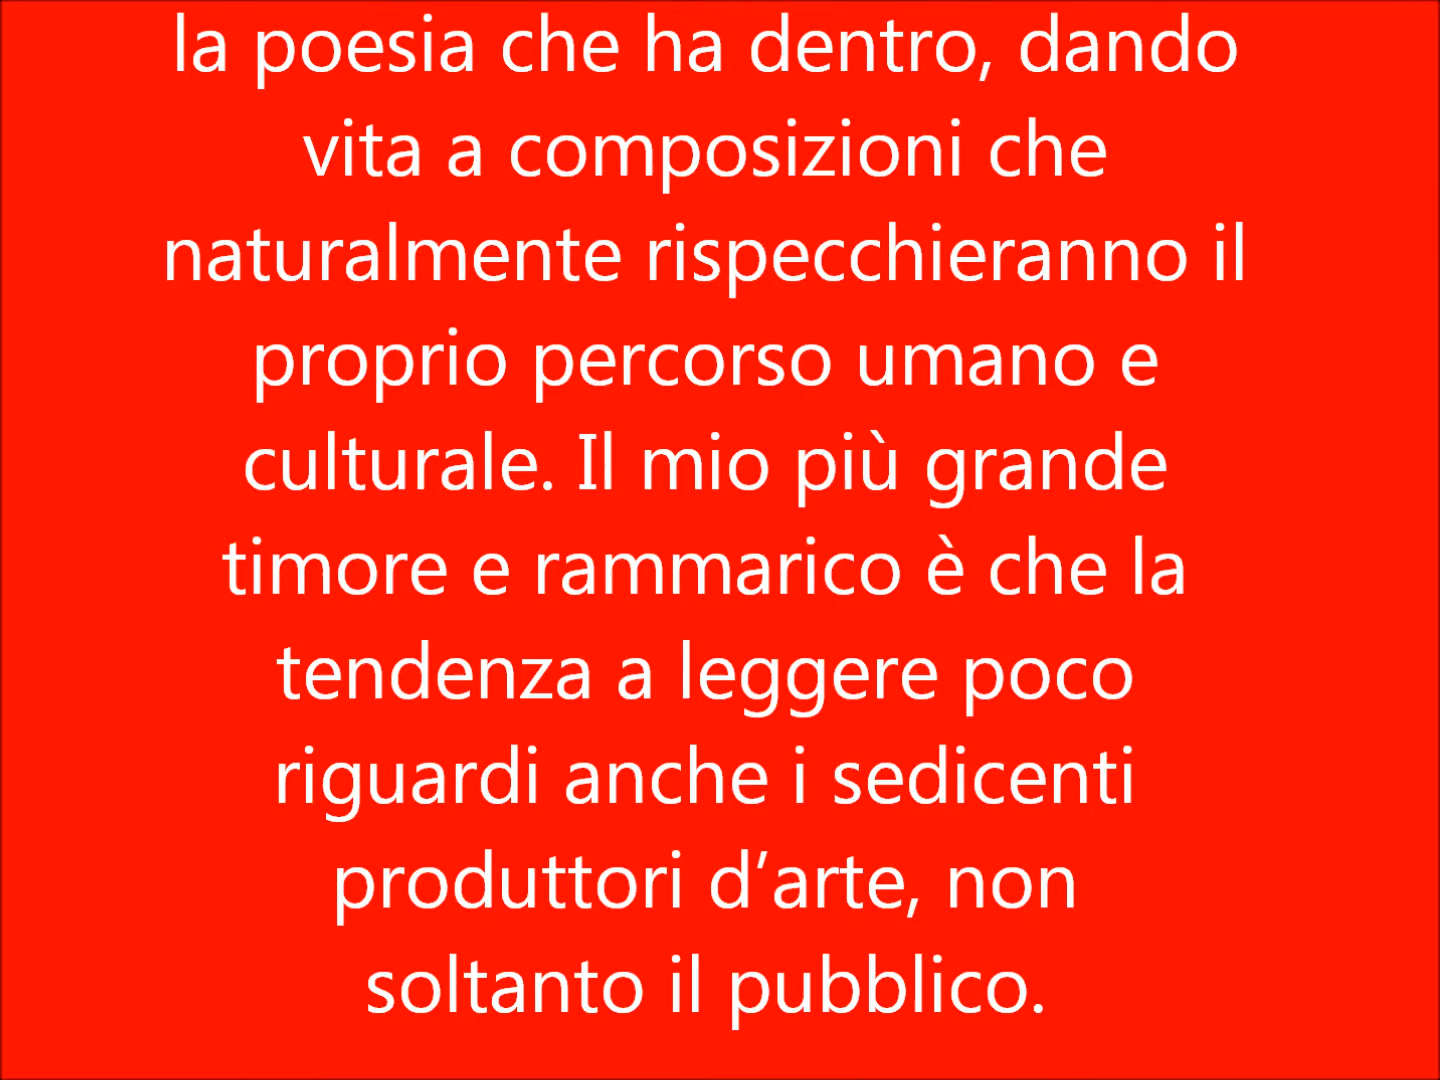 la poesia che ha dentro, dando
vita a composizioni che
naturalmente rispecchieranno il
proprio percorso umano e
culturale. Il mio più grande
timore e rammarico è che la
tendenza a leggere poco
riguardi anche i sedicenti
produttori d’arte, non
soltanto il pubblico.